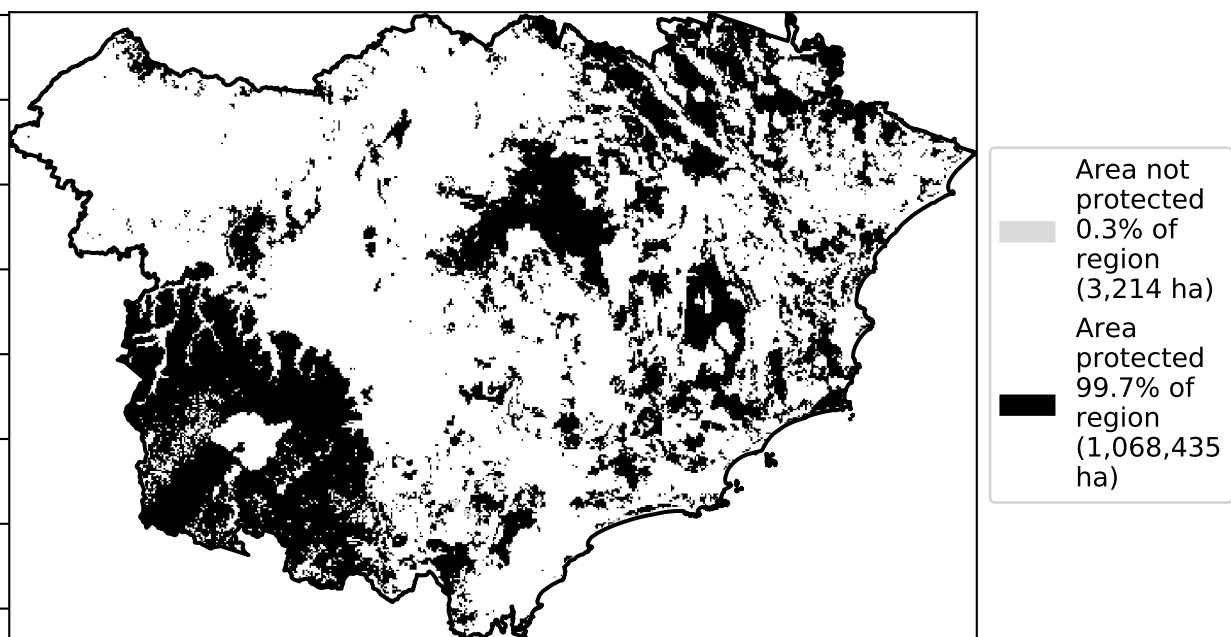 Area not
protected
0.3% of
region
(3,214 ha)
Area
protected
99.7% of
region
(1,068,435
ha)